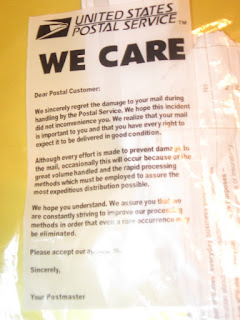 UNITED STATES
POSTAL SERVICE™
WE CARE
Dear Postal Customer:
We sincerely regret the damage to your mail during
handling by the Postal Service. We hope this incident
did not inconvenience you. We realize that your mail
is important to you and that you have every right to
expect it to be delivered in good condition.
Although every effort is made to prevent damage to
the mail, occasionally this will occur because of the
great volume handled and the rapid processing
methods which must be employed to assure the
most expeditious distribution possible.
We hope you understand. We assure you that we
are constantly striving to improve our processing
methods in order that even a rare occurrence may
be eliminated.
Please accept our
Sincerely,
Your Postmaster